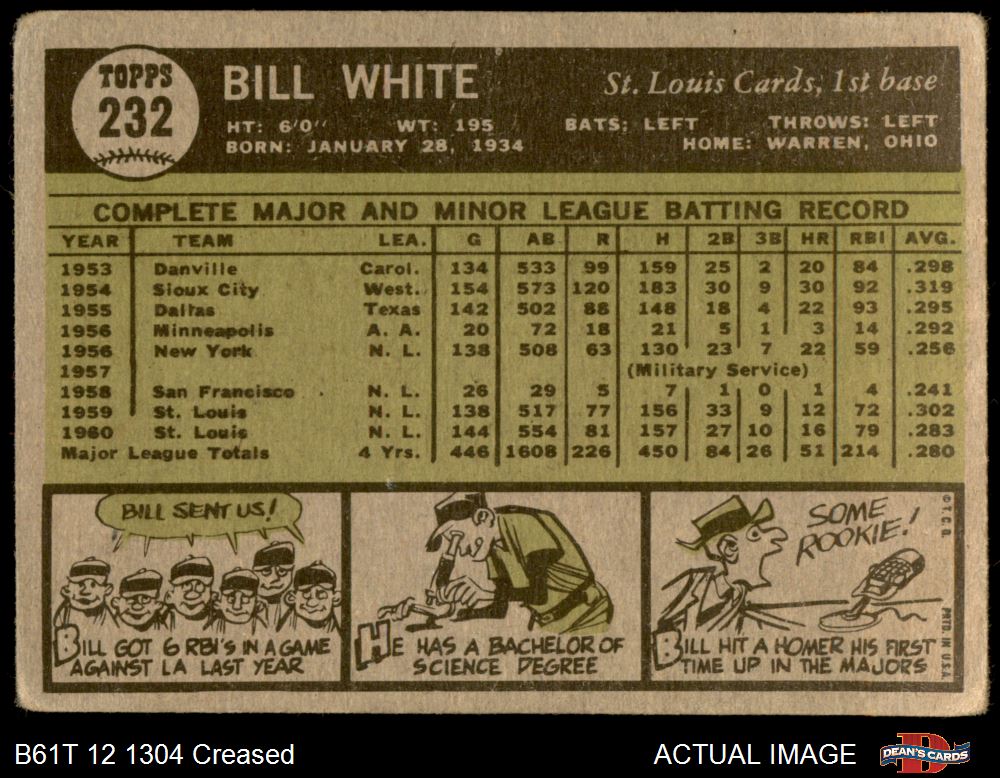 TOPPS
232
BILL WHITE
St. Louis Cards, 1st base
HT: 6'0" WT: 195 BATS: LEFT THROWS: LEFT
BORN: JANUARY 28, 1934 HOME: WARREN, OHIO
COMPLETE MAJOR AND MINOR LEAGUE BATTING RECORD
YEAR TEAM LEA. G AB R H 2B 3B HR RBI AVG.
1953 Danville Carol. 134 533 99 159 25 2 20 84 .298
1954 Sioux City West. 154 573 120 183 30 9 30 92 .319
1955 Dallas Texas 142 502 88 148 18 4 22 93 .295
1956 Minneapolis A. A. 20 72 18 21 5 1 3 14 .292
1956 New York N. L. 138 508 63 130 23 7 22 59 .256
1957 (Military Service)
1958 San Francisco N. L. 26 29 5 7 1 0 1 4 .241
1959 St. Louis N. L. 138 517 77 156 33 9 12 72 .302
1960 St. Louis N. L. 144 554 81 157 27 10 16 79 .283
Major League Totals 4 Yrs. 446 1608 226 450 84 26 51 214 .280
BILL SENT US!
BILL GOT 6 RBI'S IN A GAME
AGAINST LA LAST YEAR
HE HAS A BACHELOR OF
SCIENCE DEGREE
SOME
ROOKIE!
BILL HIT A HOMER HIS FIRST
TIME UP IN THE MAJORS
© T.C.G.
PRTD IN U.S.A.
B61T 12 1304 Creased
ACTUAL IMAGE
DEAN'S CARDS